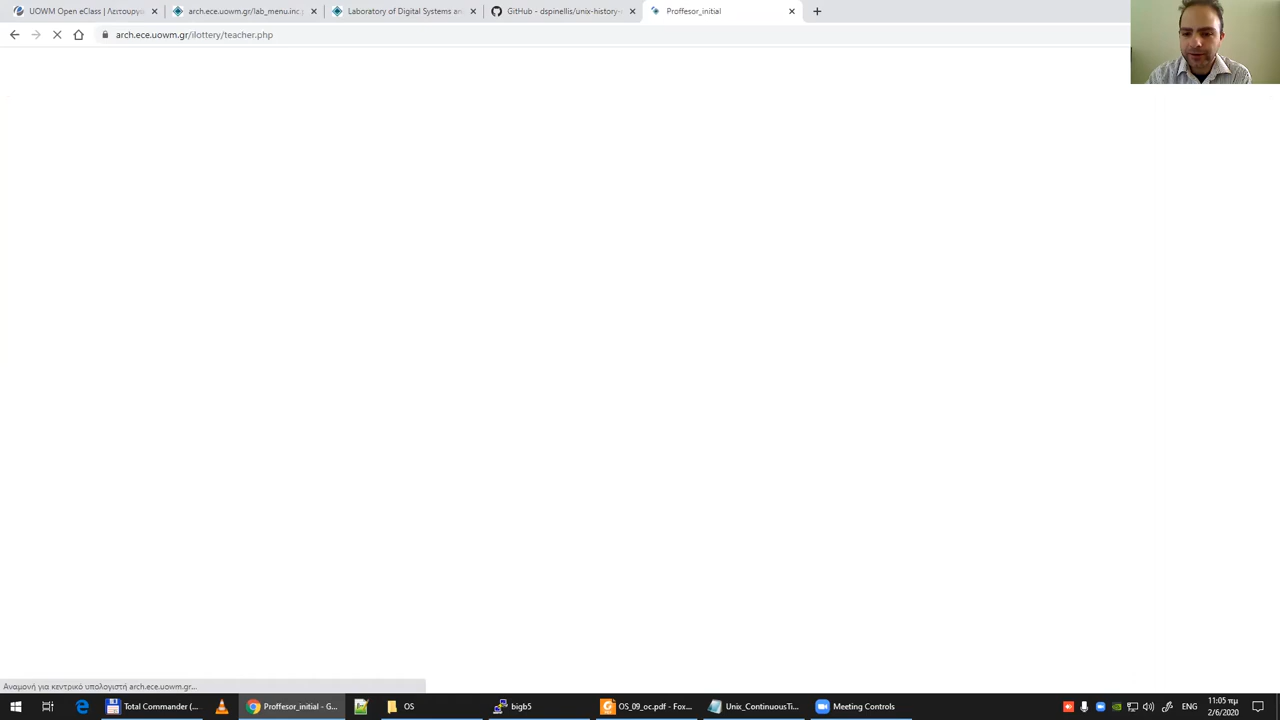 UOWM Open eClass | Λειτουργι
arch.ece.uowm.gr/lab_menu.inc.p
Laboratory of Digital Systems an
GitHub - dspinellis/unix-history-
Proffesor_initial
arch.ece.uowm.gr/ilottery/teacher.php
Αναμονή για κεντρικό υπολογιστή arch.ece.uowm.gr...
Total Commander (...
Proffesor_initial - G...
OS
bigb5
OS_09_oc.pdf - Fox...
Unix_ContinuousTi...
Meeting Controls
ΕΝΓ
11:05 πμ
2/6/2020